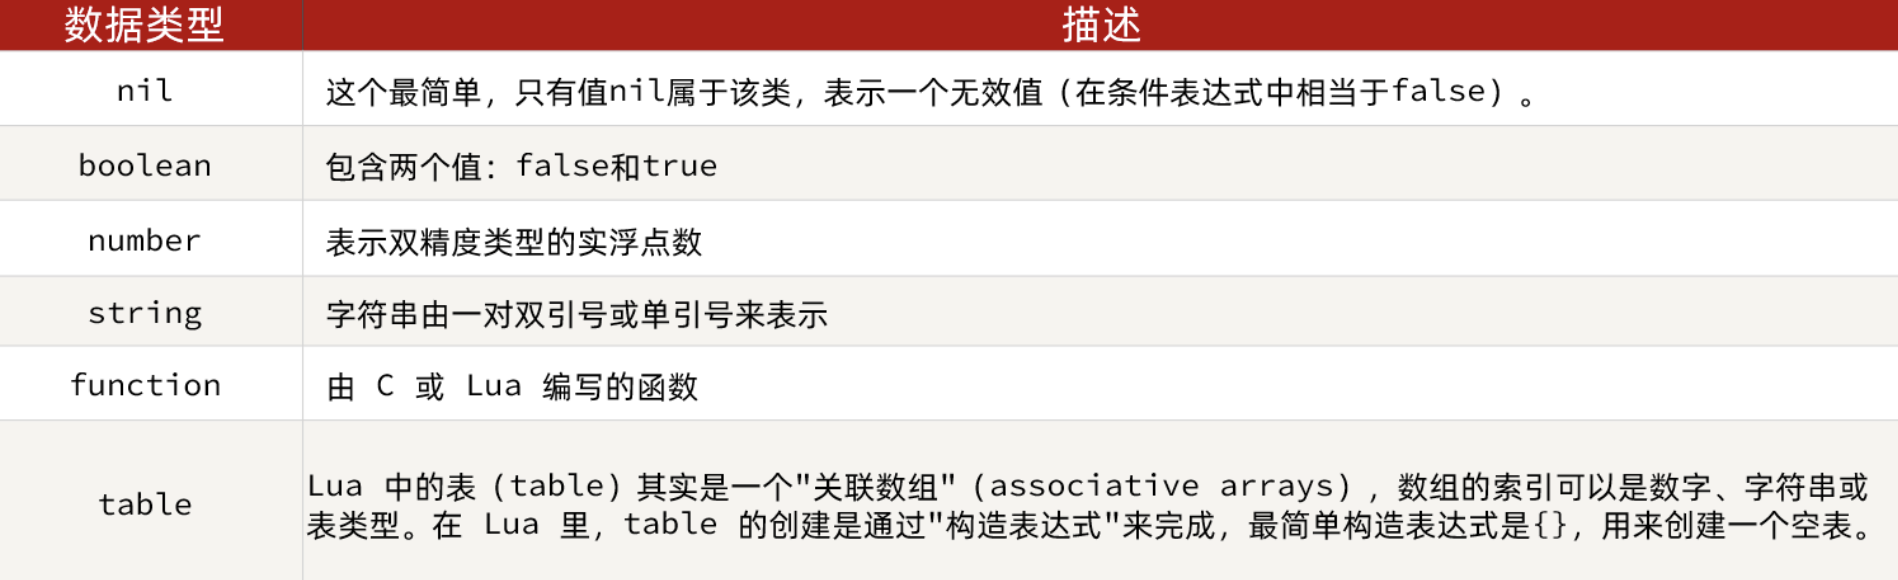 数据类型 描述
nil 这个最简单，只有值nil属于该类，表示一个无效值（在条件表达式中相当于false）。
boolean 包含两个值：false和true
number 表示双精度类型的实浮点数
string 字符串由一对双引号或单引号来表示
function 由 C 或 Lua 编写的函数
table Lua 中的表（table）其实是一个"关联数组"（associative arrays），数组的索引可以是数字、字符串或
表类型。在 Lua 里，table 的创建是通过"构造表达式"来完成，最简单构造表达式是{}，用来创建一个空表。